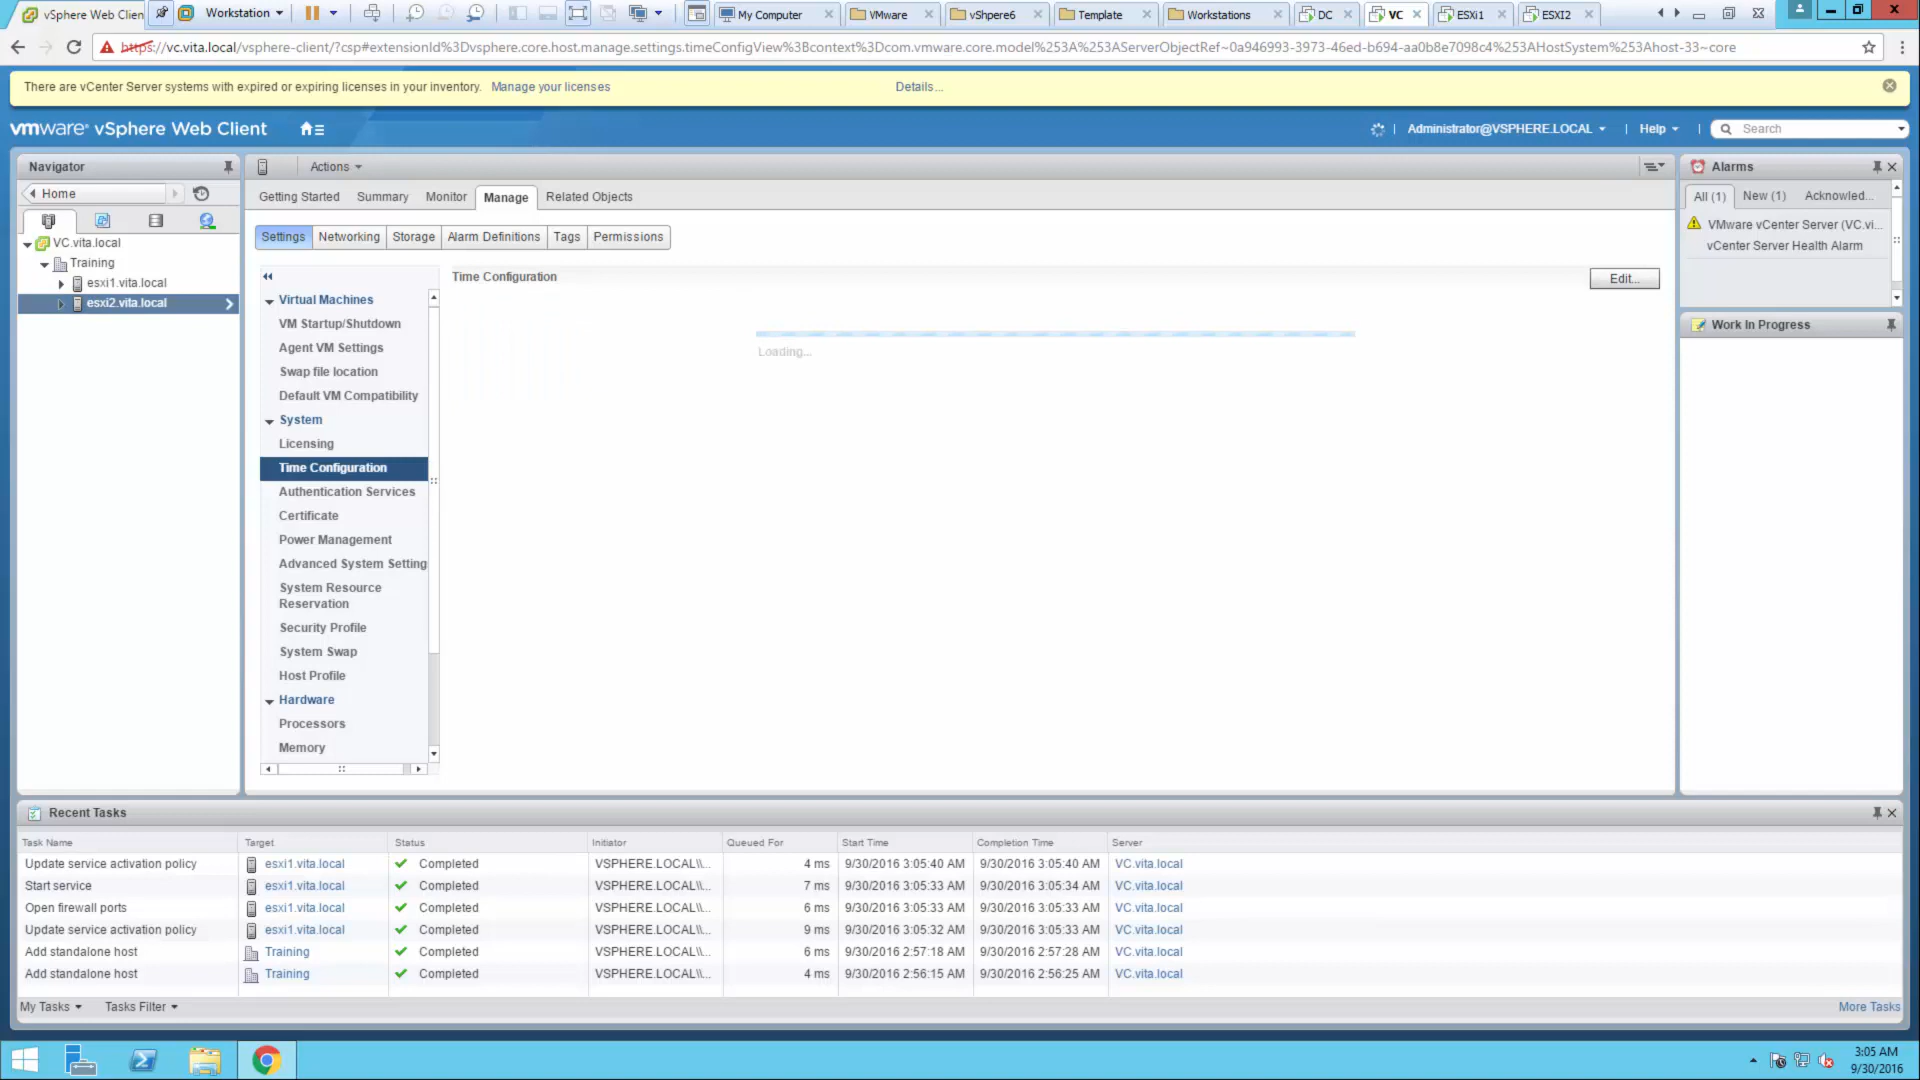 vSphere Web Clien
Workstation
My Computer
VMware
vShpere6
Template
Workstations
DC
VC
ESXi1
ESXI2
https://vc.vita.local/vsphere-client/?csp#extensionId%3Dvsphere.core.host.manage.settings.timeConfigView%3Bcontext%3Dcom.vmware.core.model%253A%253AServerObjectRef~0a946993-3973-46ed-b694-aa0b8e7098c4%253AHostSystem%253Ahost-33~core
There are vCenter Server systems with expired or expiring licenses in your inventory. Manage your licenses Details...
vmware® vSphere Web Client
Administrator@VSPHERE.LOCAL | Help | Search
Navigator
Home
VC.vita.local
Training
esxi1.vita.local
esxi2.vita.local
Actions
Getting Started Summary Monitor Manage Related Objects
Settings Networking Storage Alarm Definitions Tags Permissions
Virtual Machines
VM Startup/Shutdown
Agent VM Settings
Swap file location
Default VM Compatibility
System
Licensing
Time Configuration
Authentication Services
Certificate
Power Management
Advanced System Setting
System Resource
Reservation
Security Profile
System Swap
Host Profile
Hardware
Processors
Memory
Time Configuration
Edit...
Loading...
Alarms
All (1) New (1) Acknowled...
VMware vCenter Server (VC.vi...
vCenter Server Health Alarm
Work In Progress
Recent Tasks
Task Name Target Status Initiator Queued For Start Time Completion Time Server
Update service activation policy esxi1.vita.local Completed VSPHERE.LOCAL\\... 4 ms 9/30/2016 3:05:40 AM 9/30/2016 3:05:40 AM VC.vita.local
Start service esxi1.vita.local Completed VSPHERE.LOCAL\\... 7 ms 9/30/2016 3:05:33 AM 9/30/2016 3:05:34 AM VC.vita.local
Open firewall ports esxi1.vita.local Completed VSPHERE.LOCAL\\... 6 ms 9/30/2016 3:05:33 AM 9/30/2016 3:05:33 AM VC.vita.local
Update service activation policy esxi1.vita.local Completed VSPHERE.LOCAL\\... 9 ms 9/30/2016 3:05:32 AM 9/30/2016 3:05:33 AM VC.vita.local
Add standalone host Training Completed VSPHERE.LOCAL\\... 6 ms 9/30/2016 2:57:18 AM 9/30/2016 2:57:28 AM VC.vita.local
Add standalone host Training Completed VSPHERE.LOCAL\\... 4 ms 9/30/2016 2:56:15 AM 9/30/2016 2:56:25 AM VC.vita.local
My Tasks Tasks Filter More Tasks
3:05 AM
9/30/2016